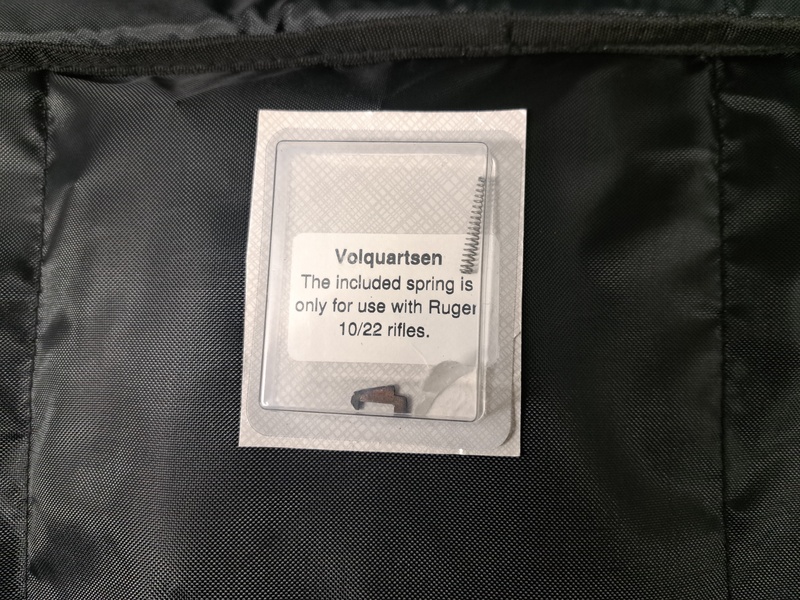 Volquartsen
The included spring is
only for use with Ruger
10/22 rifles.